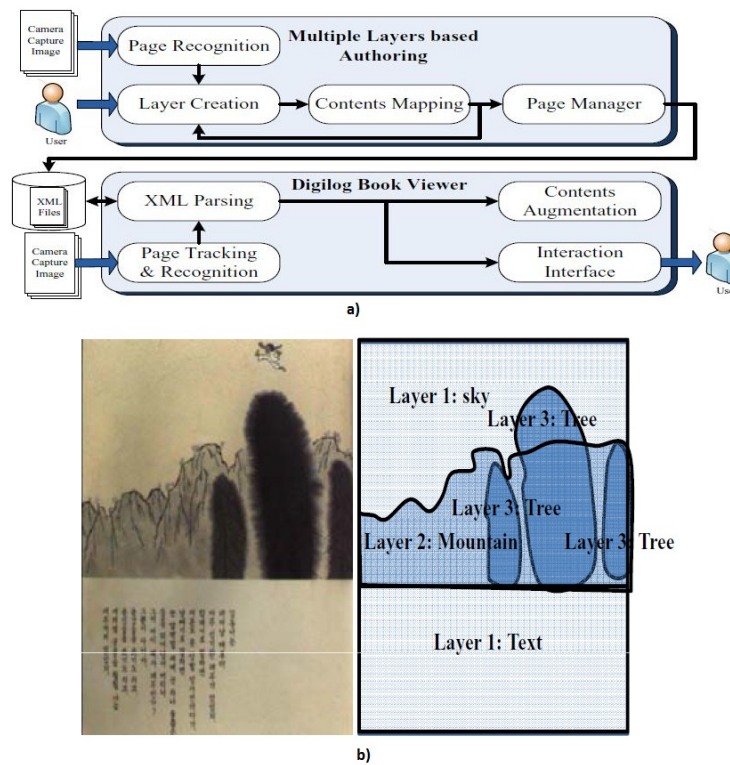 Camera
Capture
Image
Page Recognition
Multiple Layers based
Authoring
User
Layer Creation
Contents Mapping
Page Manager
XML
Files
XML Parsing
Digilog Book Viewer
Contents
Augmentation
Camera
Capture
Image
Page Tracking
& Recognition
Interaction
Interface
Use
a)
Layer 1: sky
Layer 3: Tree
Layer 3: Tree
Layer 2: Mountain
Layer 3: Tree
Layer 1: Text
b)